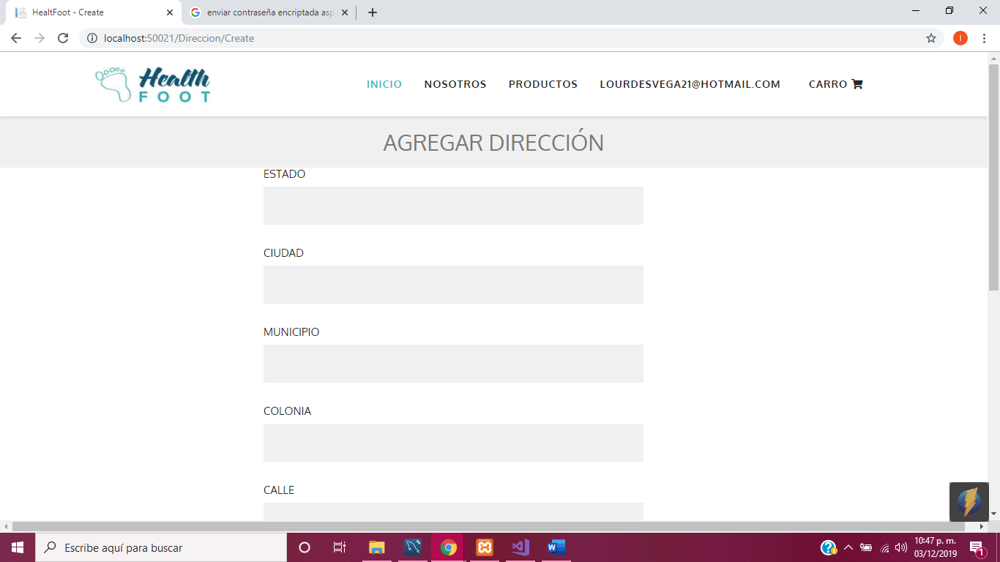 HealtFoot - Create
enviar contraseña encriptada asp
localhost:50021/Direccion/Create
I
Health
FOOT
INICIO
NOSOTROS
PRODUCTOS
LOURDESVEGA21@HOTMAIL.COM
CARRO
AGREGAR DIRECCIÓN
ESTADO
CIUDAD
MUNICIPIO
COLONIA
CALLE
Escribe aquí para buscar
10:47 p. m.
03/12/2019
1